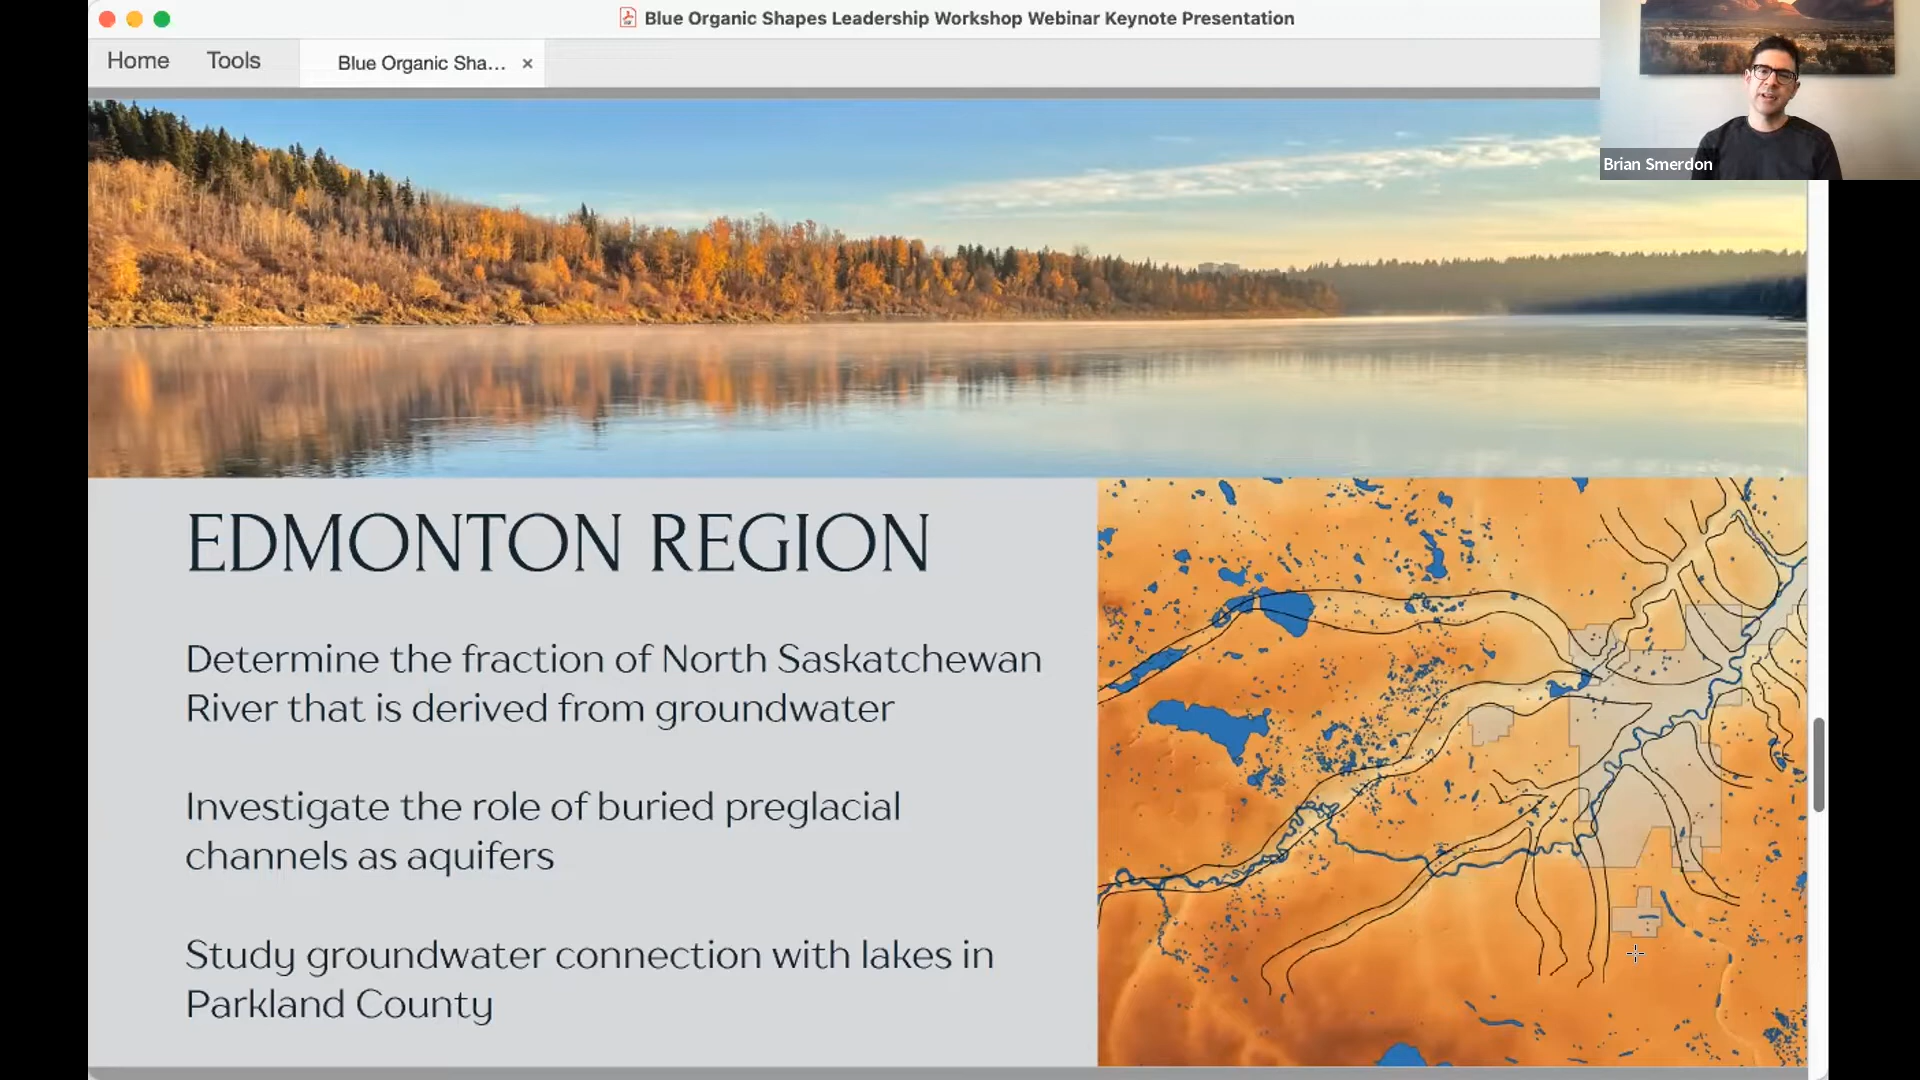 Blue Organic Shapes Leadership Workshop Webinar Keynote Presentation
Home Tools Blue Organic Sha... ×
Brian Smerdon
EDMONTON REGION
Determine the fraction of North Saskatchewan
River that is derived from groundwater
Investigate the role of buried preglacial
channels as aquifers
Study groundwater connection with lakes in
Parkland County